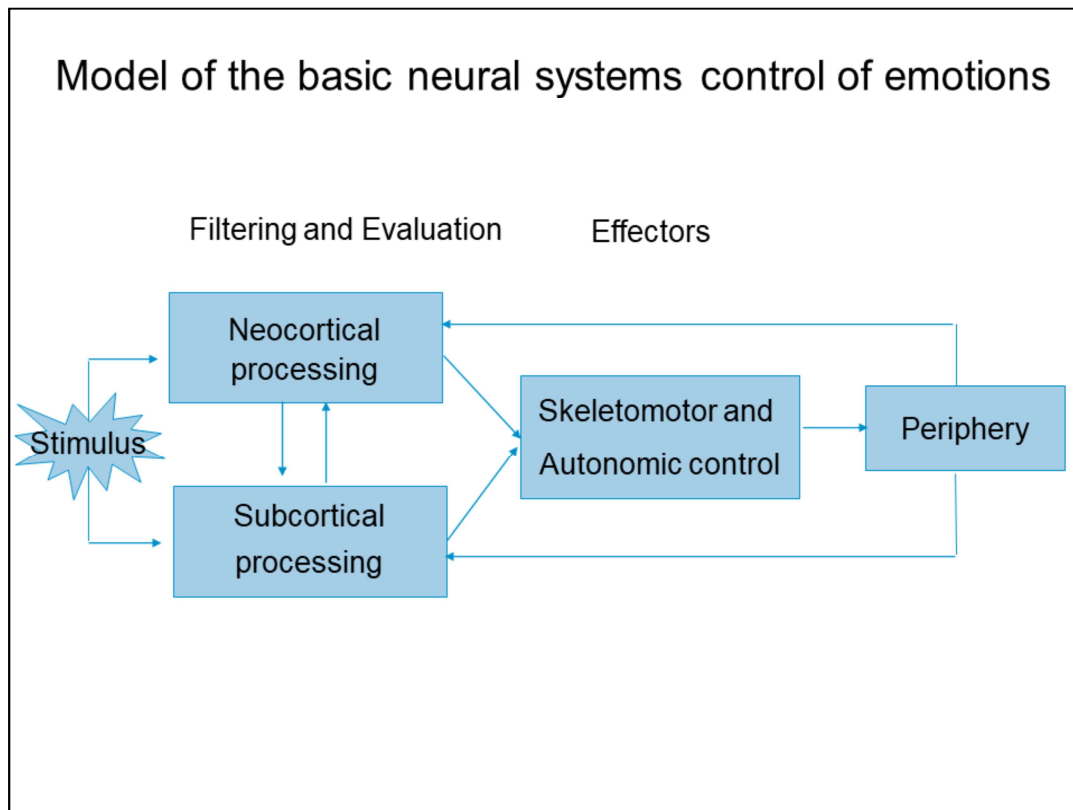 Model of the basic neural systems control of emotions
Filtering and Evaluation
Effectors
Neocortical
processing
Stimulus
Subcortical
processing
Skeletomotor and
Autonomic control
Periphery